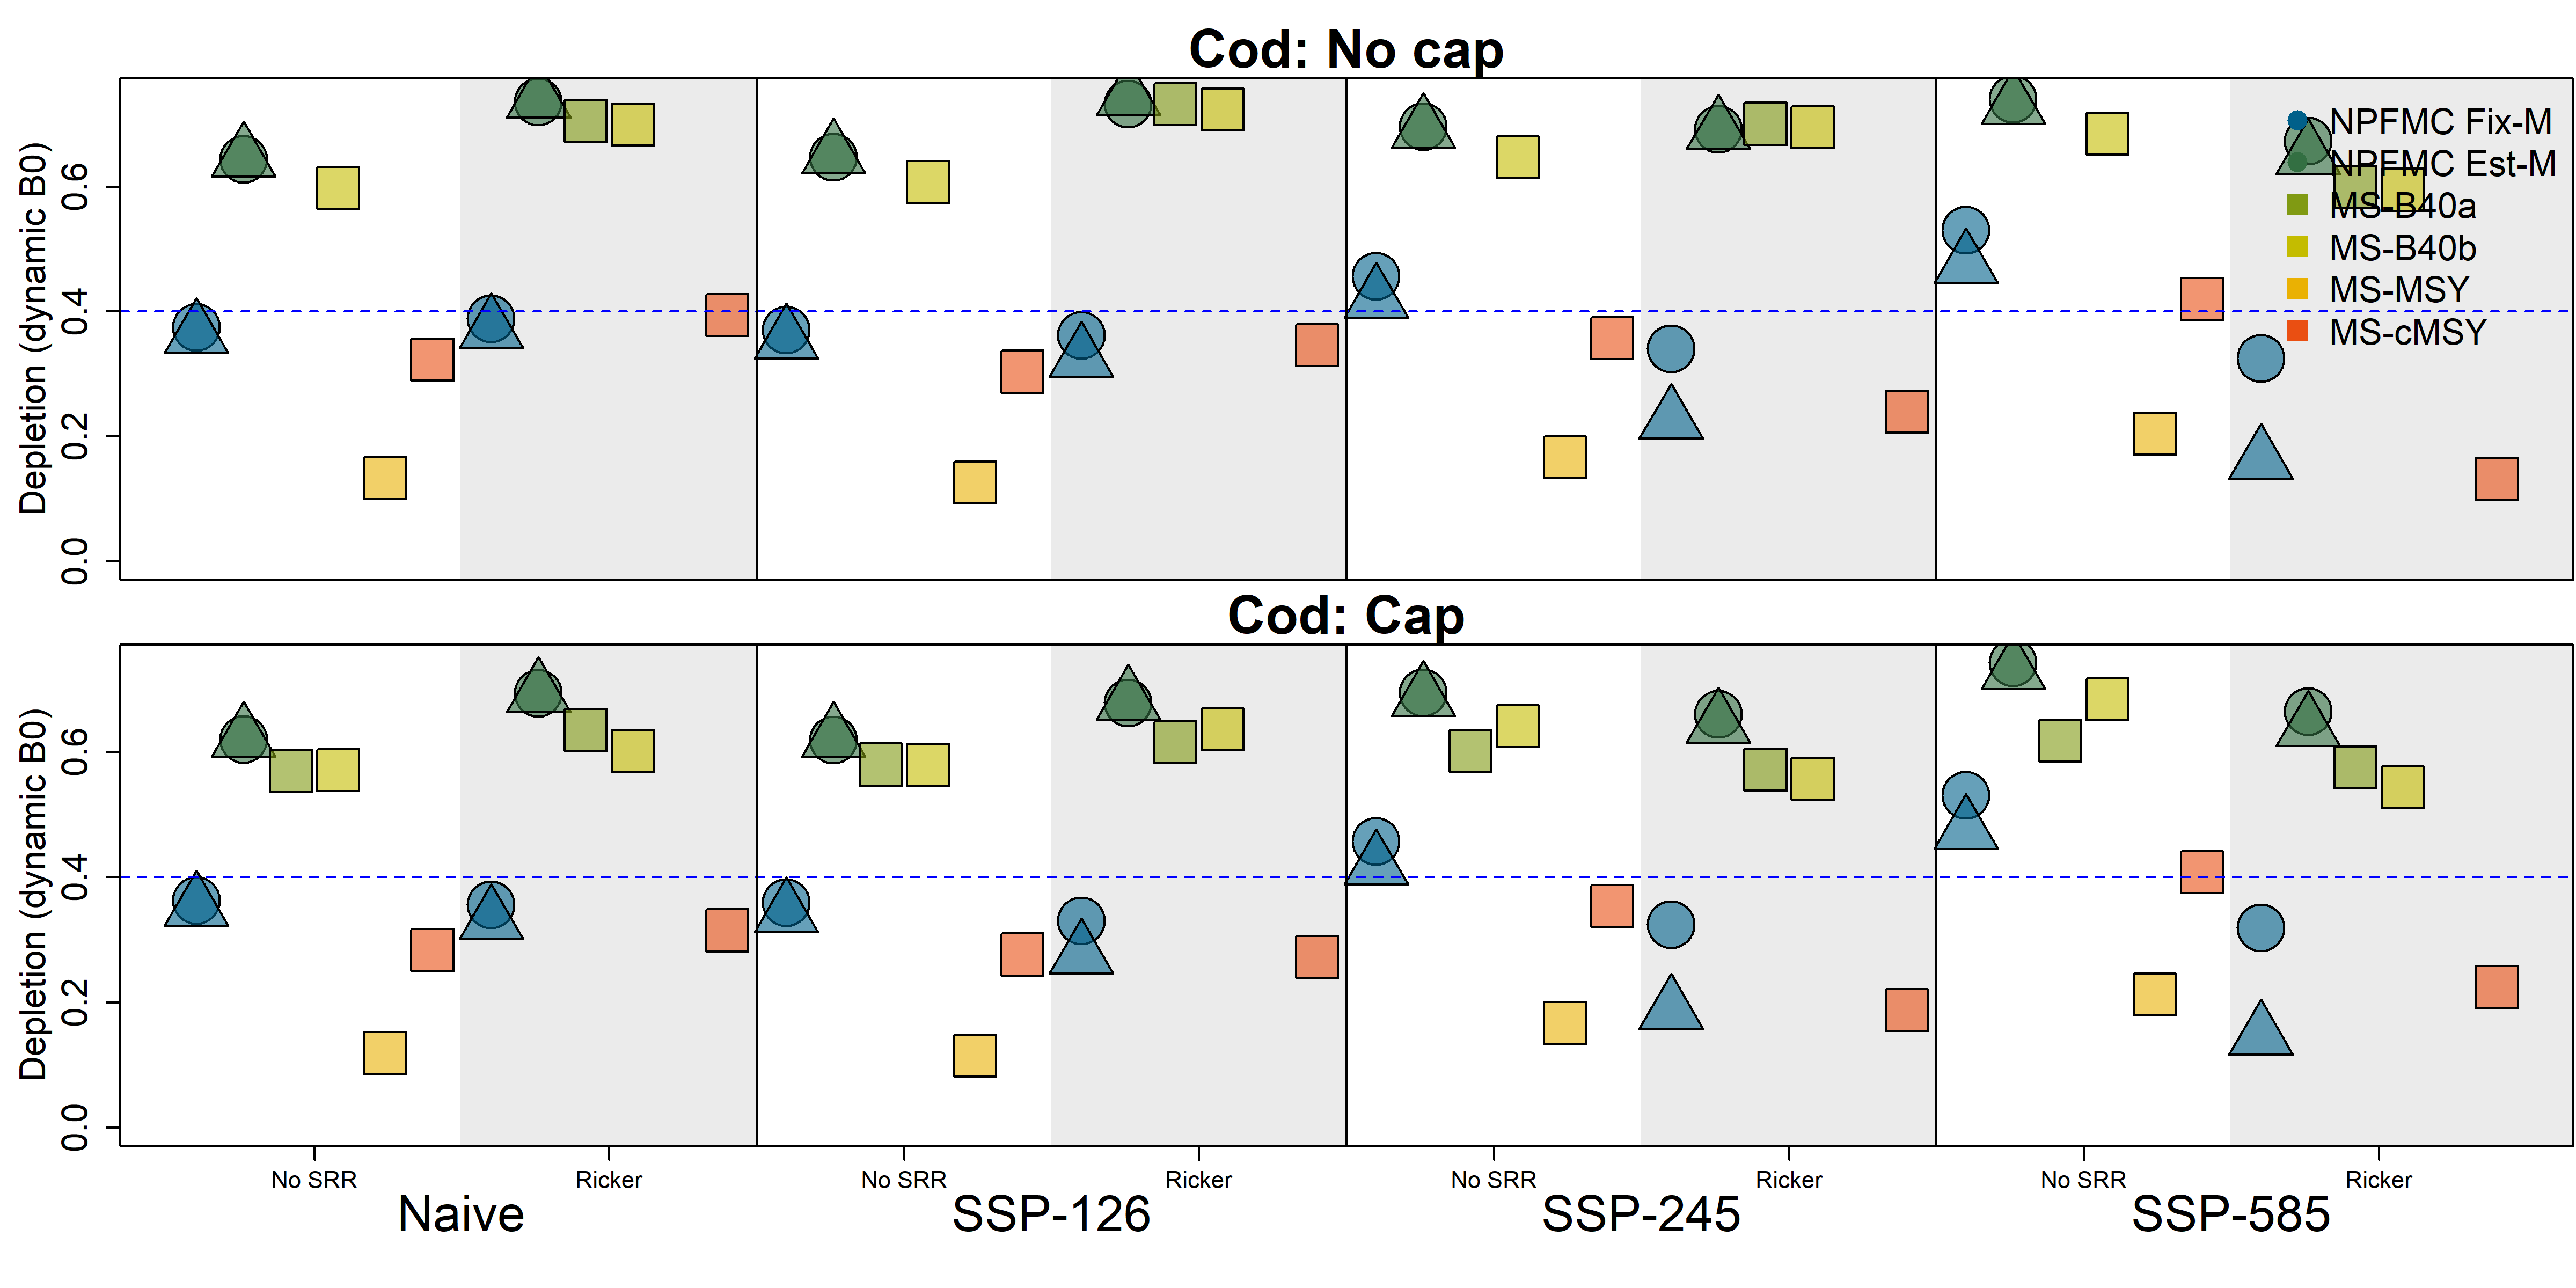 Cod: No cap
Depletion (dynamic B0)
0.6
0.4
0.2
0.0
NPFMC Fix-M
NPFMC Est-M
MS-B40a
MS-B40b
MS-MSY
MS-cMSY
Cod: Cap
Depletion (dynamic B0)
0.6
0.4
0.2
0.0
No SRR Ricker No SRR Ricker No SRR Ricker No SRR Ricker
Naive SSP-126 SSP-245 SSP-585